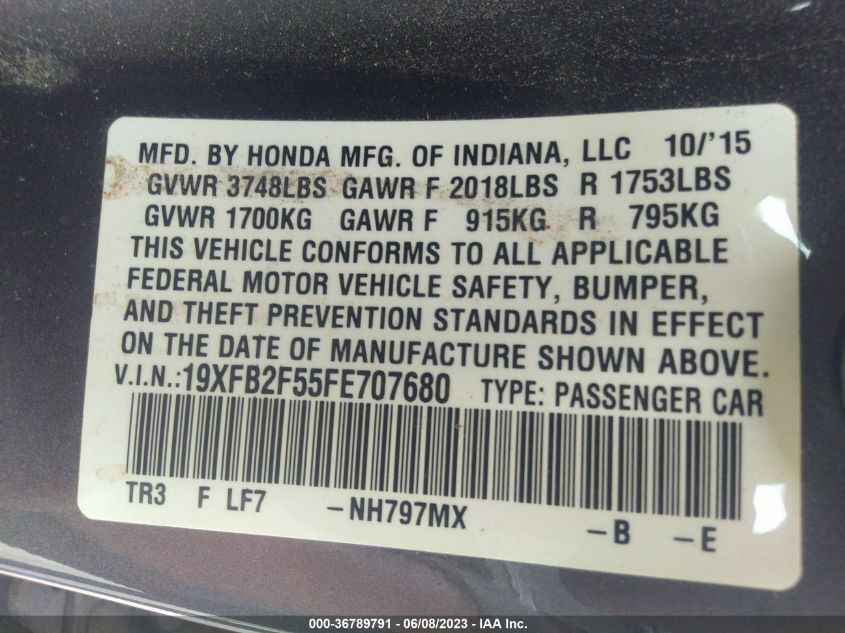 MFD. BY HONDA MFG. OF INDIANA, LLC 10/'15
GVWR 3748LBS GAWR F 2018LBS R 1753LBS
GVWR 1700KG GAWR F 915KG R 795KG
THIS VEHICLE CONFORMS TO ALL APPLICABLE
FEDERAL MOTOR VEHICLE SAFETY, BUMPER,
AND THEFT PREVENTION STANDARDS IN EFFECT
ON THE DATE OF MANUFACTURE SHOWN ABOVE.
V.I.N.:19XFB2F55FE707680 TYPE: PASSENGER CAR
TR3 F LF7 -NH797MX -B -E
000-36789791 - 06/08/2023 - IAA Inc.